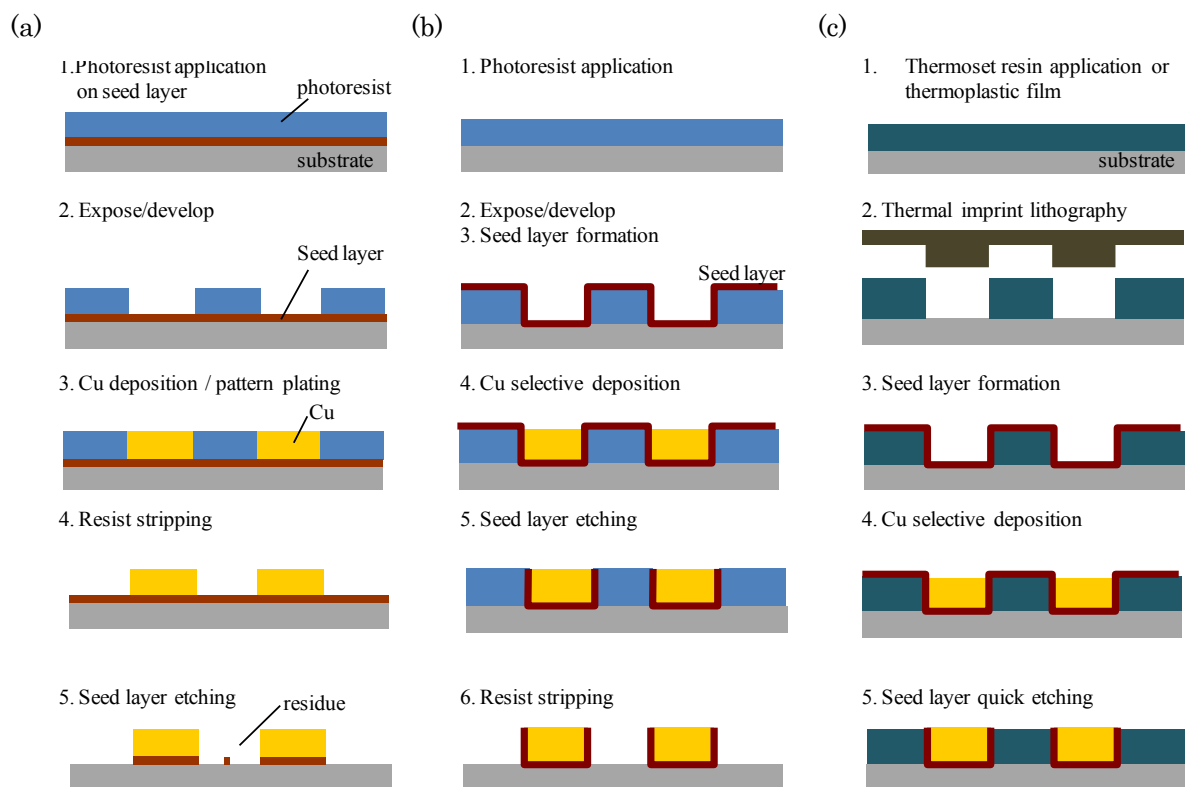 (a)
1.Photoresist application
on seed layer
photoresist
substrate
2. Expose/develop
Seed layer
3. Cu deposition / pattern plating
Cu
4. Resist stripping
5. Seed layer etching
residue
(b)
1. Photoresist application
2. Expose/develop
3. Seed layer formation
Seed layer
4. Cu selective deposition
5. Seed layer etching
6. Resist stripping
(c)
1. Thermoset resin application or
thermoplastic film
substrate
2. Thermal imprint lithography
3. Seed layer formation
4. Cu selective deposition
5. Seed layer quick etching